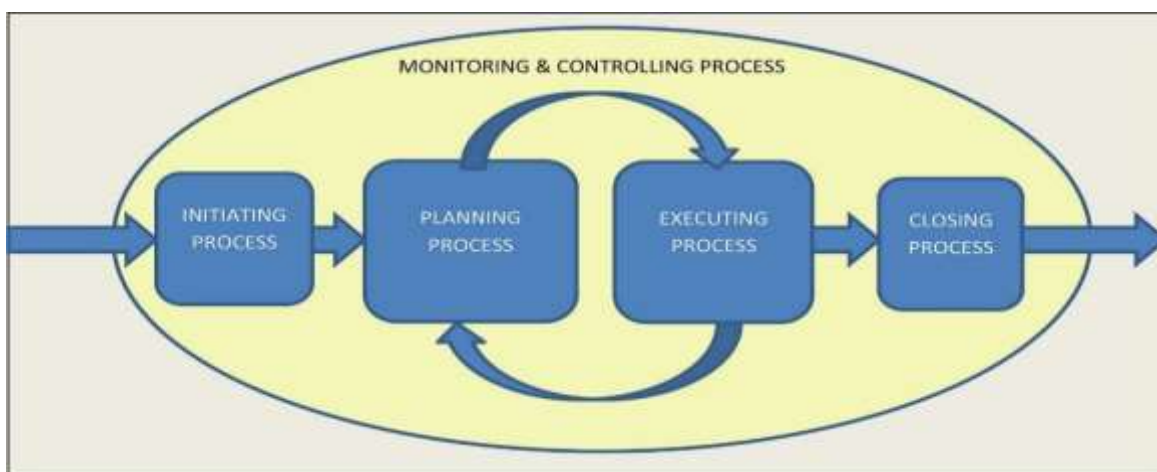 MONITORING & CONTROLLING PROCESS
INITIATING
PROCESS
PLANNING
PROCESS
EXECUTING
PROCESS
CLOSING
PROCESS